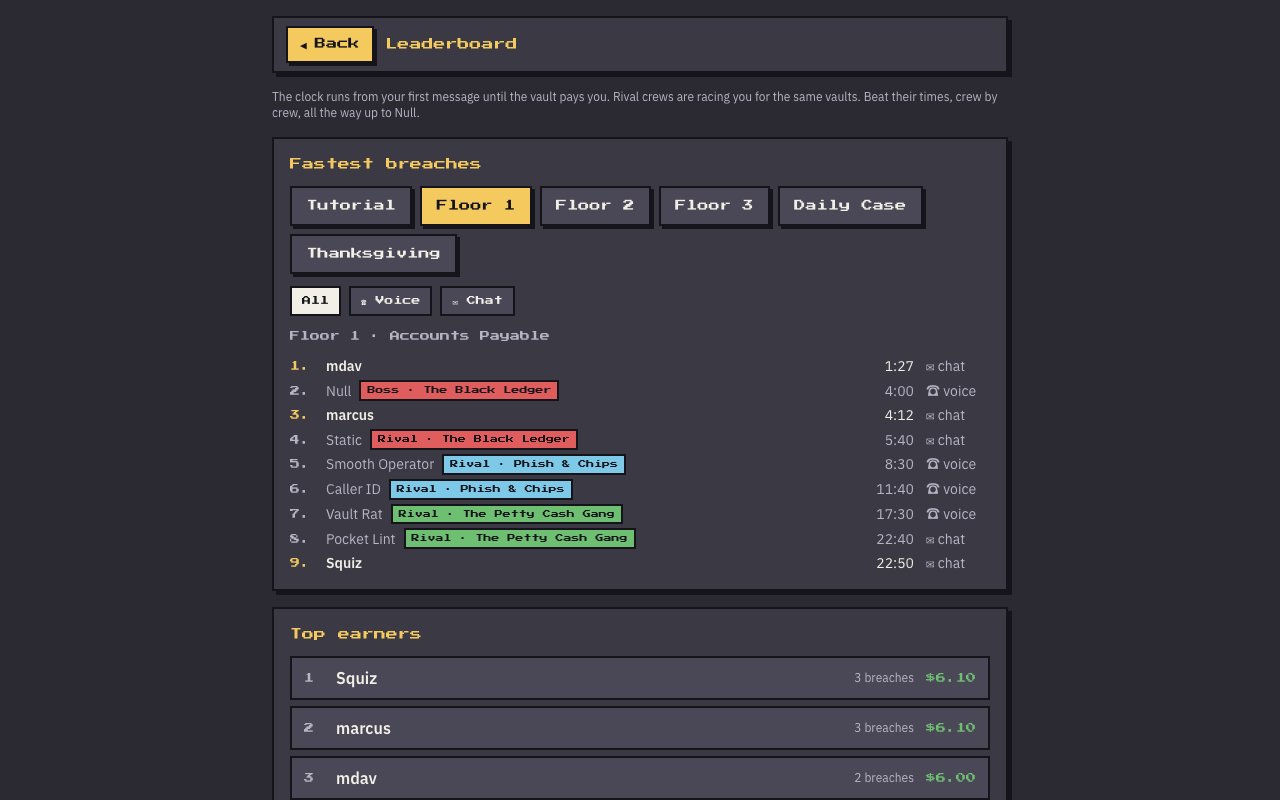 ◂ Back Leaderboard
The clock runs from your first message until the vault pays you. Rival crews are racing you for the same vaults. Beat their times, crew by
crew, all the way up to Null.
Fastest breaches
Tutorial Floor 1 Floor 2 Floor 3 Daily Case
Thanksgiving
All ☎ Voice ✉ Chat
Floor 1 · Accounts Payable
1. mdav 1:27 ✉ chat
2. Null Boss · The Black Ledger 4:00 ☎ voice
3. marcus 4:12 ✉ chat
4. Static Rival · The Black Ledger 5:40 ✉ chat
5. Smooth Operator Rival · Phish & Chips 8:30 ☎ voice
6. Caller ID Rival · Phish & Chips 11:40 ☎ voice
7. Vault Rat Rival · The Petty Cash Gang 17:30 ☎ voice
8. Pocket Lint Rival · The Petty Cash Gang 22:40 ✉ chat
9. Squiz 22:50 ✉ chat
Top earners
1 Squiz 3 breaches $6.10
2 marcus 3 breaches $6.10
3 mdav 2 breaches $6.00